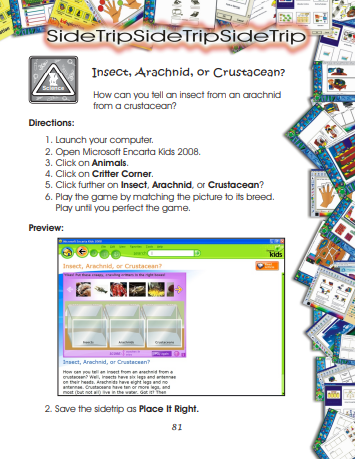 SideTripSideTripSideTrip
Science
Insect, Arachnid, or Crustacean?
How can you tell an insect from an arachnid
from a crustacean?
Directions:
1. Launch your computer.
2. Open Microsoft Encarta Kids 2008.
3. Click on Animals.
4. Click on Critter Corner.
5. Click further on Insect, Arachnid, or Crustacean?
6. Play the game by matching the picture to its breed.
Play until you perfect the game.
Preview:
Microsoft Encarta Kids 2008
kids
Insect, Arachnid, or Crustacean?
Insects
Arachnids
Crustaceans
SCORE
Insect, Arachnid, or Crustacean?
How can you tell an insect from an arachnid from a
crustacean? Well, insects have six legs and antennae
on their heads. Arachnids have eight legs and no
antennae. Crustaceans have ten or more legs, and
most (but not all) live in the water. Got it? Then
2. Save the sidetrip as Place It Right.
81